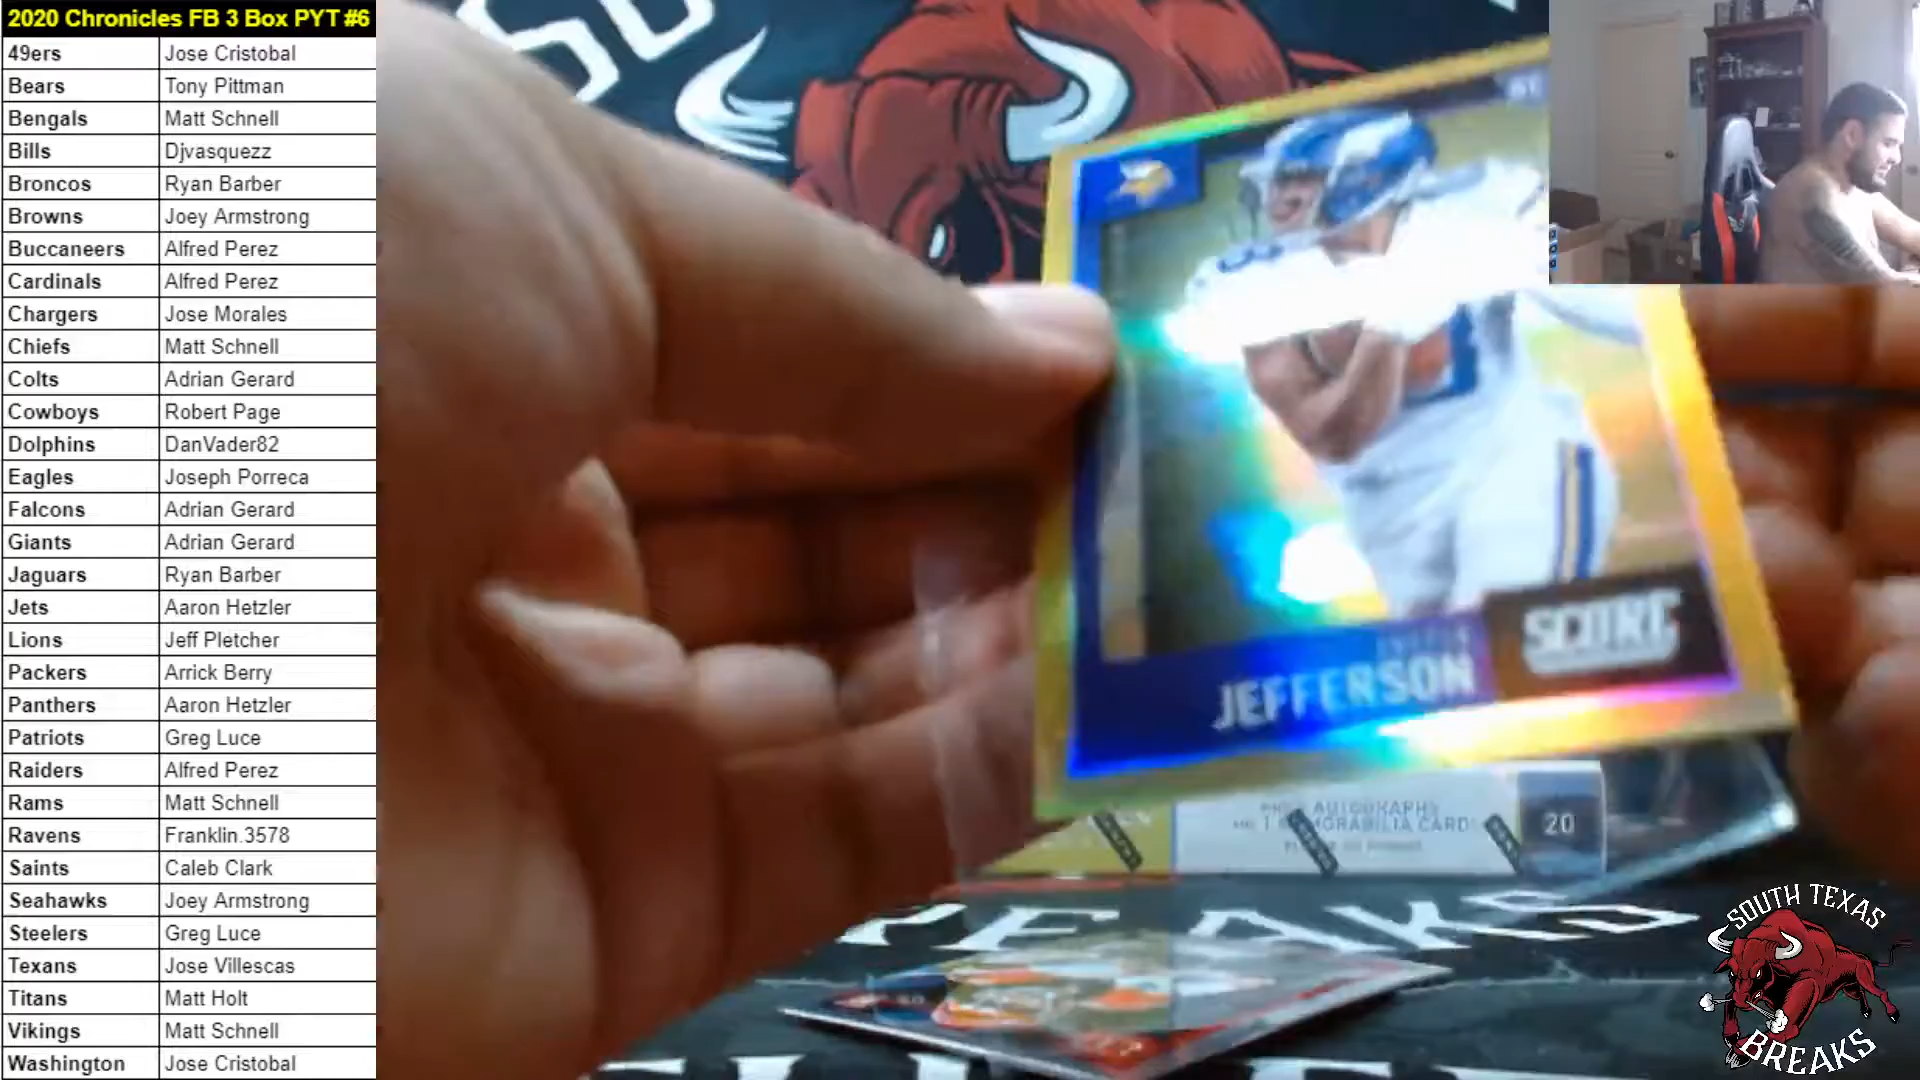 2020 Chronicles FB 3 Box PYT #6
49ers Jose Cristobal
Bears Tony Pittman
Bengals Matt Schnell
Bills Djvasquezz
Broncos Ryan Barber
Browns Joey Armstrong
Buccaneers Alfred Perez
Cardinals Alfred Perez
Chargers Jose Morales
Chiefs Matt Schnell
Colts Adrian Gerard
Cowboys Robert Page
Dolphins DanVader82
Eagles Joseph Porreca
Falcons Adrian Gerard
Giants Adrian Gerard
Jaguars Ryan Barber
Jets Aaron Hetzler
Lions Jeff Pletcher
Packers Arrick Berry
Panthers Aaron Hetzler
Patriots Greg Luce
Raiders Alfred Perez
Rams Matt Schnell
Ravens Franklin.3578
Saints Caleb Clark
Seahawks Joey Armstrong
Steelers Greg Luce
Texans Jose Villescas
Titans Matt Holt
Vikings Matt Schnell
Washington Jose Cristobal
JEFFERSON
SCORE
AUTOGRAPHS
MEMORABILIA CARD
20
SOUTH TEXAS
BREAKS